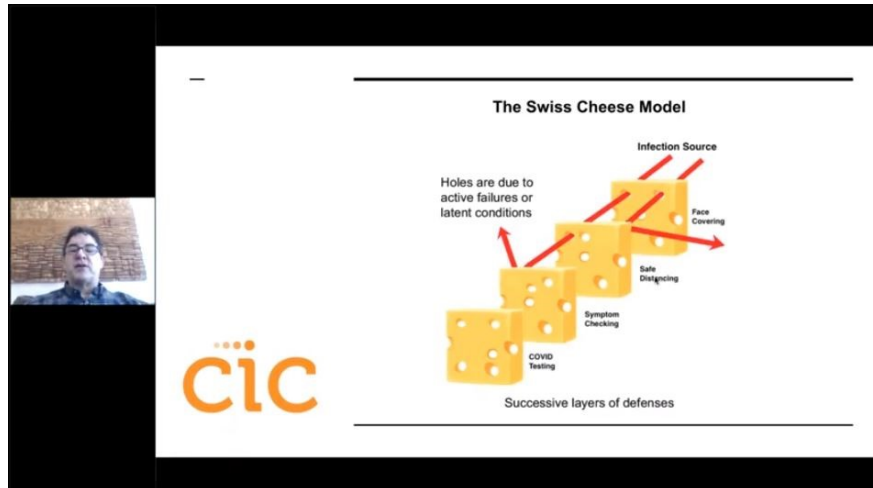 The Swiss Cheese Model
Infection Source
Holes are due to
active failures or
latent conditions
Face
Covering
Safe
Distancing
Symptom
Checking
COVID
Testing
Successive layers of defenses
cic